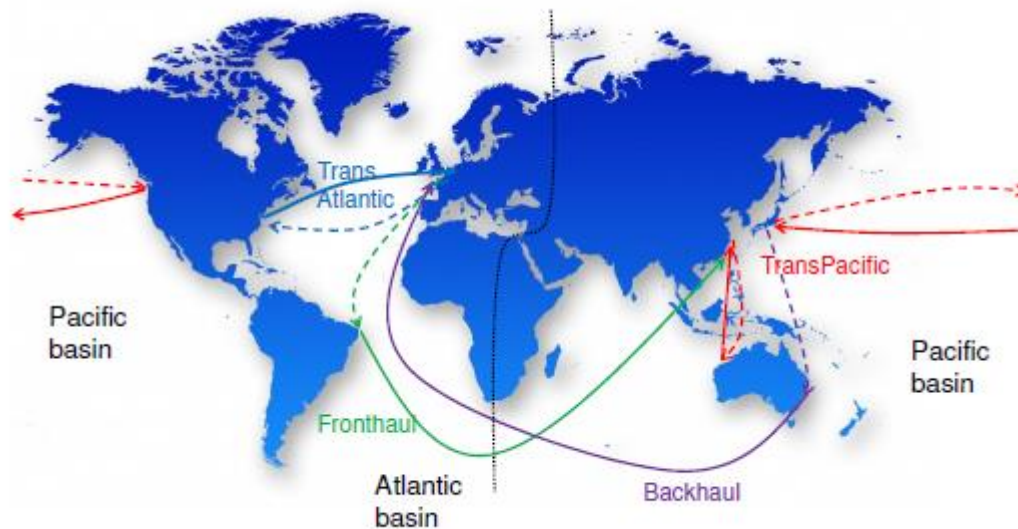 Trans
Atlantic
TransPacific
Pacific
basin
Pacific
basin
Fronthaul
Atlantic
basin
Backhaul